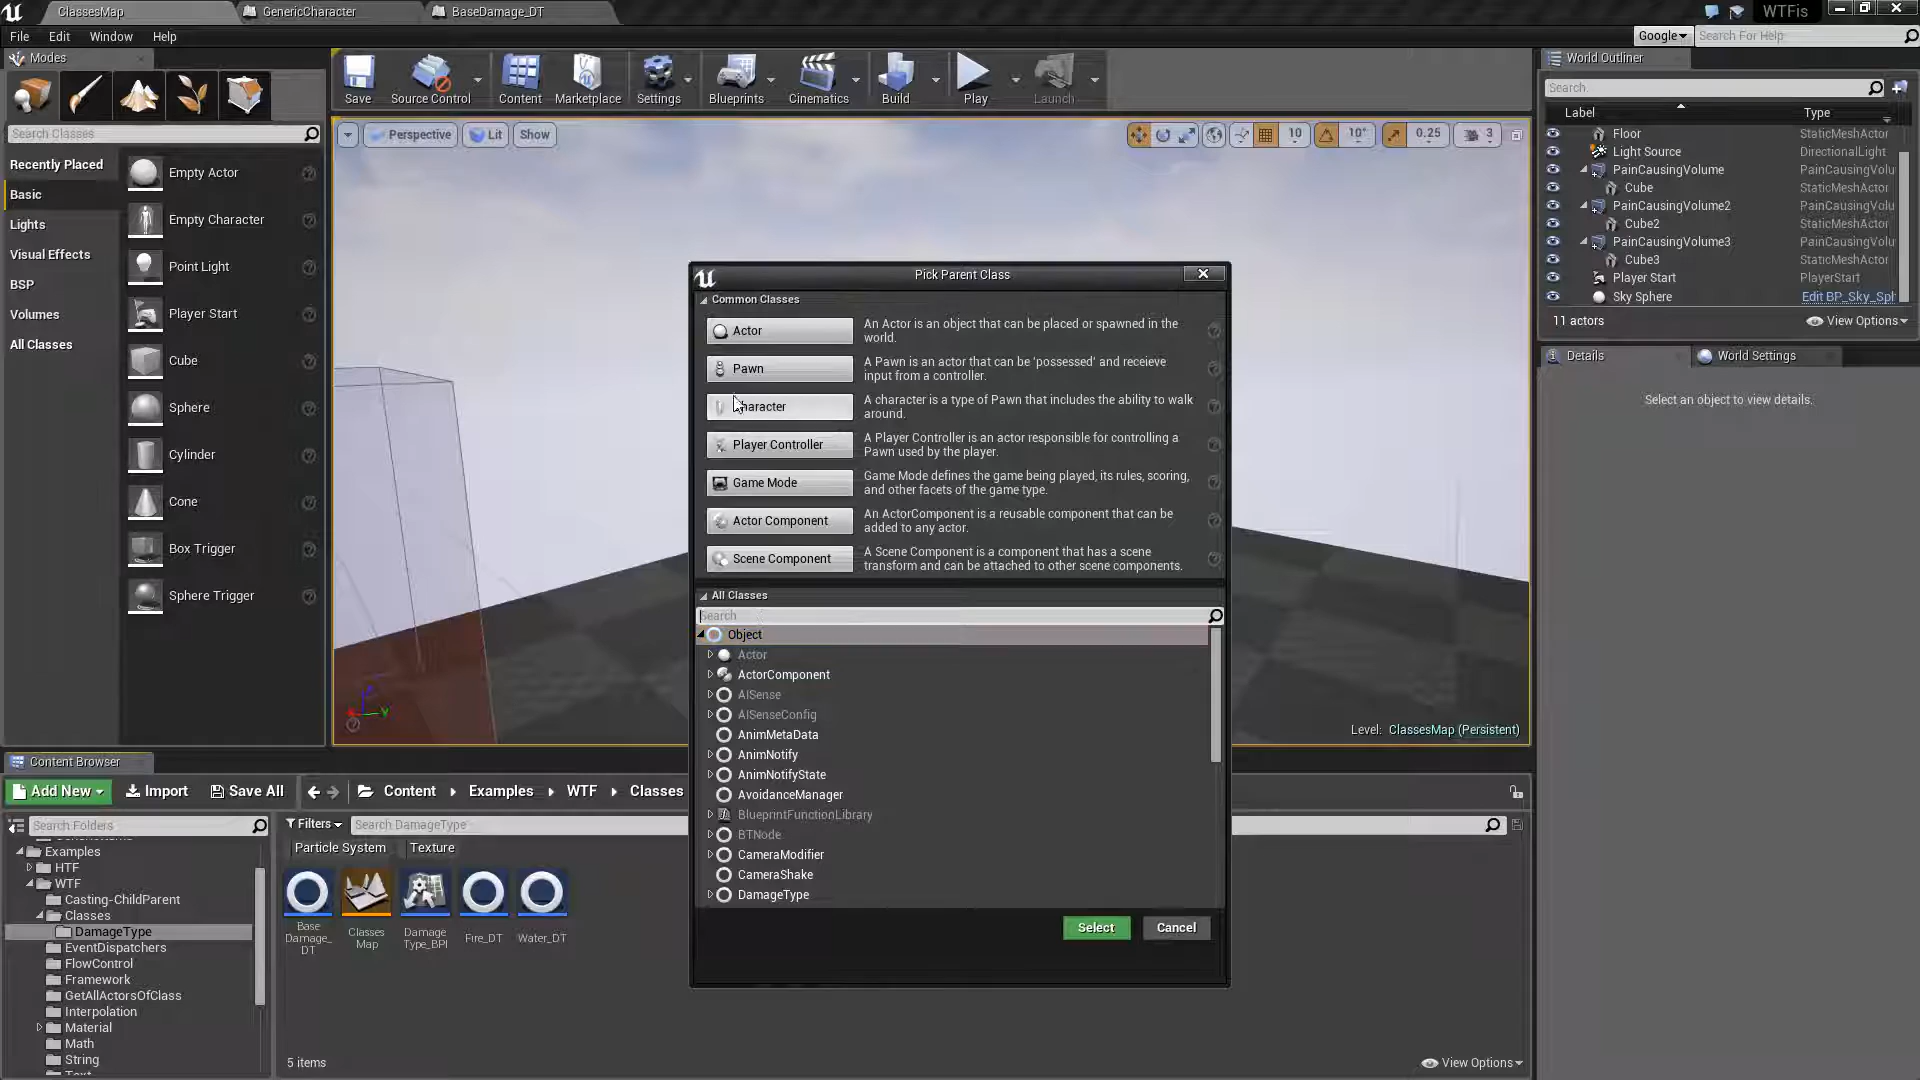 ClassesMap
GenericCharacter
BaseDamage_DT
WTFis
File Edit Window Help
Google
Search For Help
Modes
Save
Source Control
Content
Marketplace
Settings
Blueprints
Cinematics
Build
Play
Launch
World Outliner
Search
Label
Type
Floor StaticMeshActor
Light Source DirectionalLight
PainCausingVolume PainCausingVolu
Cube StaticMeshActor
PainCausingVolume2 PainCausingVolu
Cube2 StaticMeshActor
PainCausingVolume3 PainCausingVolu
Cube3 StaticMeshActor
Player Start PlayerStart
Sky Sphere Edit BP_Sky_Sph
11 actors
View Options
Details
World Settings
Select an object to view details.
Search Classes
Recently Placed
Basic
Lights
Visual Effects
BSP
Volumes
All Classes
Empty Actor
Empty Character
Point Light
Player Start
Cube
Sphere
Cylinder
Cone
Box Trigger
Sphere Trigger
Perspective
Lit
Show
10
10°
0.25
3
Level: ClassesMap (Persistent)
Pick Parent Class
Common Classes
Actor
An Actor is an object that can be placed or spawned in the
world.
Pawn
A Pawn is an actor that can be 'possessed' and receieve
input from a controller.
haracter
A character is a type of Pawn that includes the ability to walk
around.
Player Controller
A Player Controller is an actor responsible for controlling a
Pawn used by the player.
Game Mode
Game Mode defines the game being played, its rules, scoring,
and other facets of the game type.
Actor Component
An ActorComponent is a reusable component that can be
added to any actor.
Scene Component
A Scene Component is a component that has a scene
transform and can be attached to other scene components.
All Classes
Search
Object
Actor
ActorComponent
AISense
AISenseConfig
AnimMetaData
AnimNotify
AnimNotifyState
AvoidanceManager
BlueprintFunctionLibrary
BTNode
CameraModifier
CameraShake
DamageType
Select
Cancel
Content Browser
Add New
Import
Save All
Content
Examples
WTF
Classes
Search Folders
Examples
HTF
WTF
Casting-ChildParent
Classes
DamageType
EventDispatchers
FlowControl
Framework
GetAllActorsOfClass
Interpolation
Material
Math
String
Filters
Search DamageType
Particle System
Texture
Base
Damage_
DT
Classes
Map
Damage
Type_BPI
Fire_DT
Water_DT
5 items
View Options